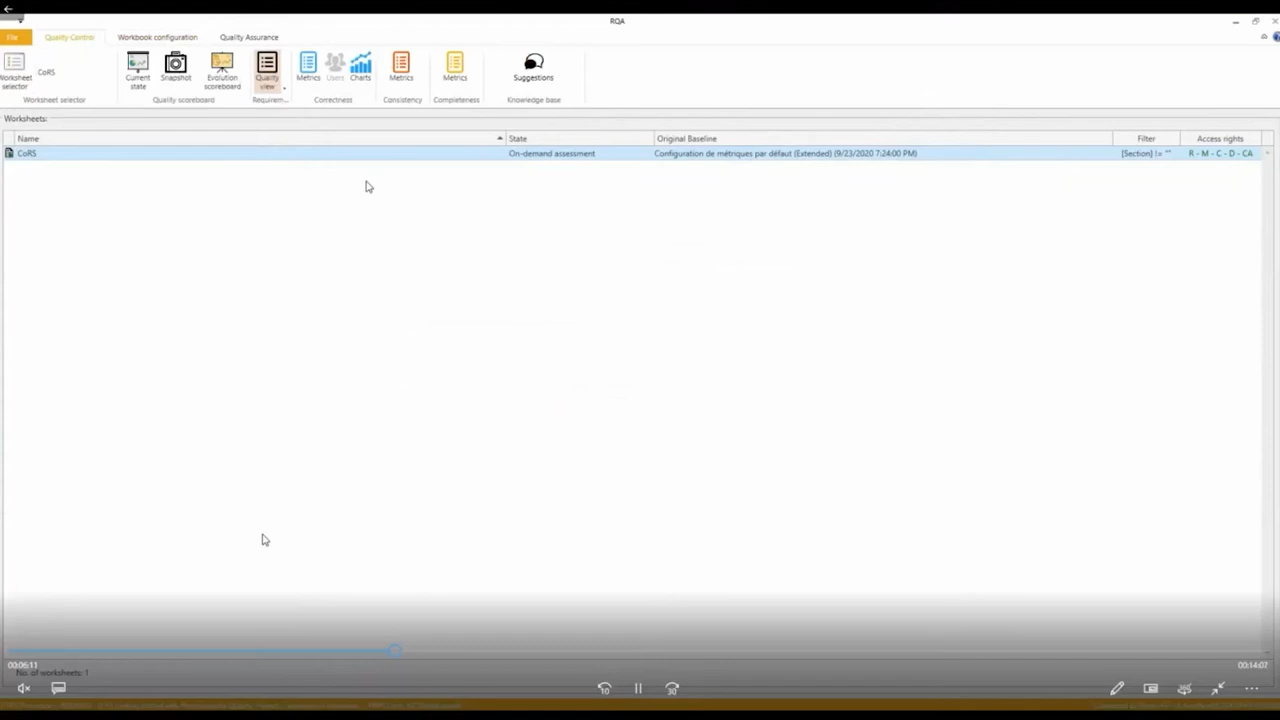 RQA
File Quality Control Workbook configuration Quality Assurance
Worksheet selector CoRS Current state Snapshot Evolution scoreboard Quality view Metrics Users Charts Metrics Metrics Suggestions
Worksheet selector Quality scoreboard Requirem... Correctness Consistency Completeness Knowledge base
Worksheets:
Name State Original Baseline Filter Access rights
CoRS On-demand assessment Configuration de métriques par défaut (Extended) (9/23/2020 7:24:00 PM) [Section] != "" R - M - C - D - CA
00:06:11 00:14:07
No. of worksheets: 1
10 30